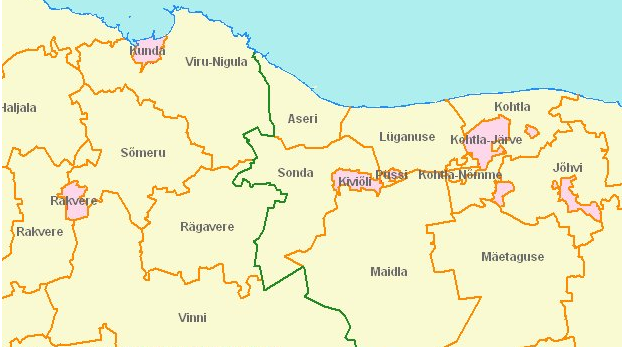 Kunda
Viru-Nigula
Haljala
Aseri
Kohtla
Lüganuse
Kohtla-Järve
Sõmeru
Sonda
Kiviõli
Püssi
Kohtla-Nõmme
Jõhvi
Rakvere
Rakvere
Rägavere
Maidla
Mäetaguse
Vinni